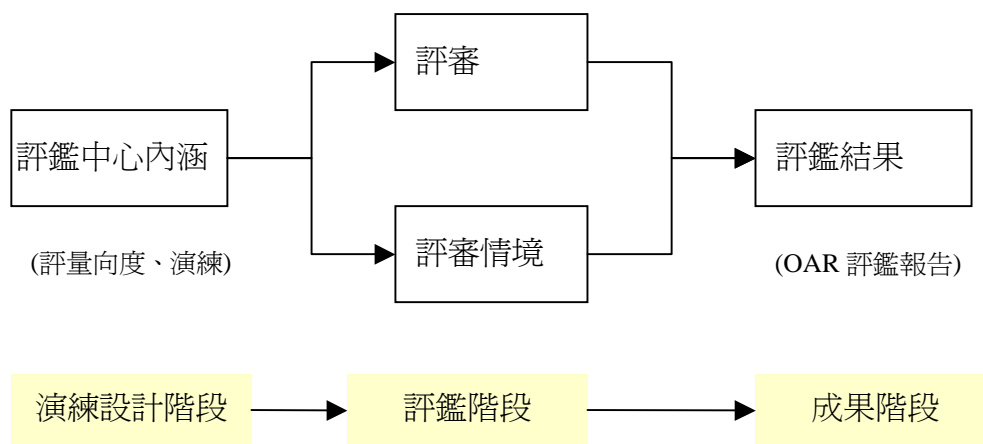 評審
評鑑中心內涵
評鑑結果
評審情境
(評量向度、演練)
(OAR 評鑑報告)
演練設計階段
評鑑階段
成果階段